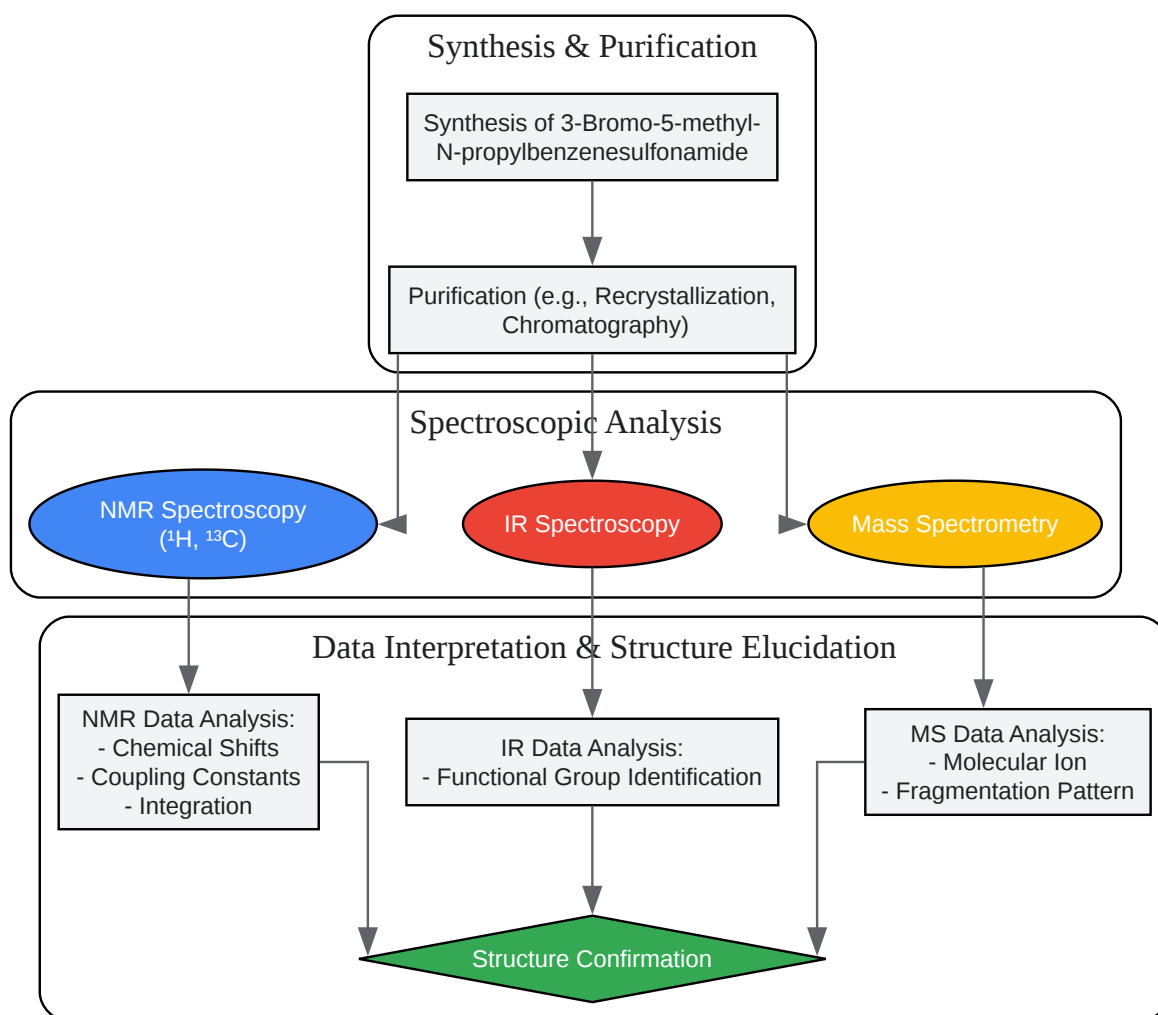 Synthesis & Purification
Synthesis of 3-Bromo-5-methyl-
N-propylbenzenesulfonamide
Purification (e.g., Recrystallization,
Chromatography)
Spectroscopic Analysis
NMR Spectroscopy
(¹H, ¹³C)
IR Spectroscopy
Mass Spectrometry
Data Interpretation & Structure Elucidation
NMR Data Analysis:
- Chemical Shifts
- Coupling Constants
- Integration
IR Data Analysis:
- Functional Group Identification
MS Data Analysis:
- Molecular Ion
- Fragmentation Pattern
Structure Confirmation